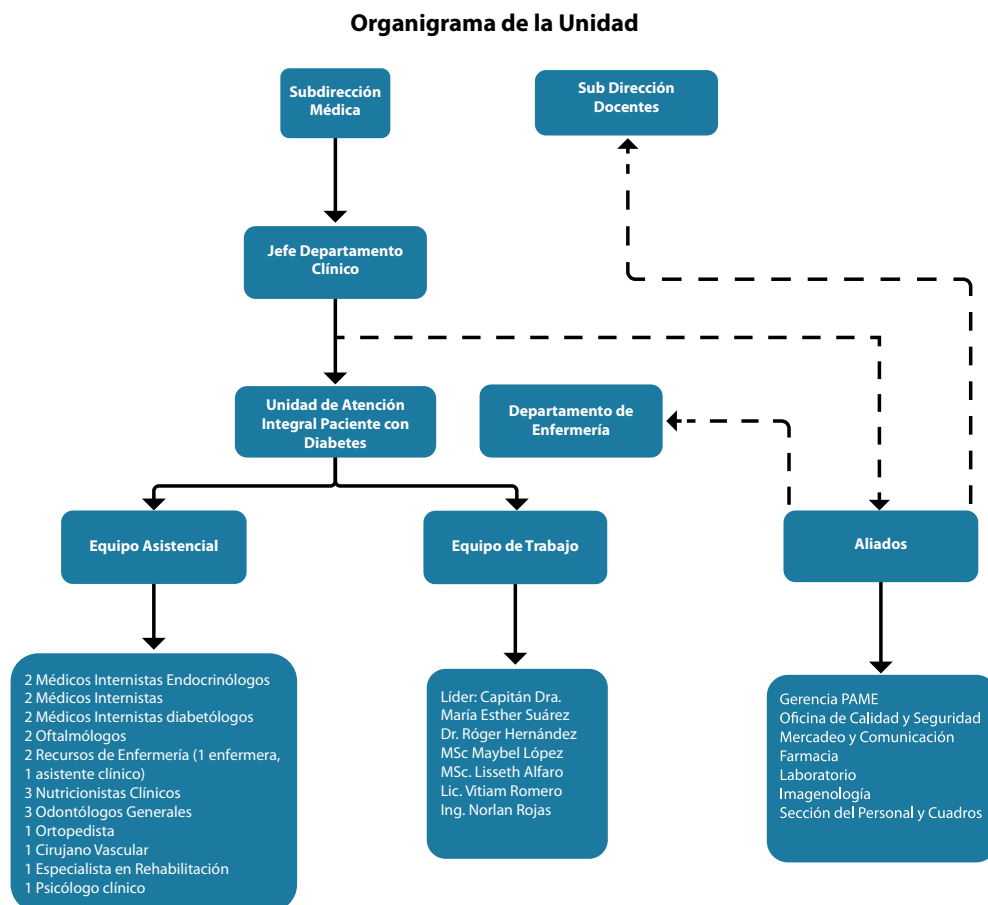 Organigrama de la Unidad
Subdirección
Médica
Sub Dirección
Docentes
Jefe Departamento
Clínico
Unidad de Atención
Integral Paciente con
Diabetes
Departamento de
Enfermería
Equipo Asistencial
Equipo de Trabajo
Aliados
2 Médicos Internistas Endocrinólogos
2 Médicos Internistas
2 Médicos Internistas diabetólogos
2 Oftalmólogos
2 Recursos de Enfermería (1 enfermera,
1 asistente clínico)
3 Nutricionistas Clínicos
3 Odontólogos Generales
1 Ortopedista
1 Cirujano Vascular
1 Especialista en Rehabilitación
1 Psicólogo clínico
Líder: Capitán Dra.
María Esther Suárez
Dr. Róger Hernández
MSc Maybel López
MSc. Lisseth Alfaro
Lic. Vitiam Romero
Ing. Norlan Rojas
Gerencia PAME
Oficina de Calidad y Seguridad
Mercadeo y Comunicación
Farmacia
Laboratorio
Imagenología
Sección del Personal y Cuadros